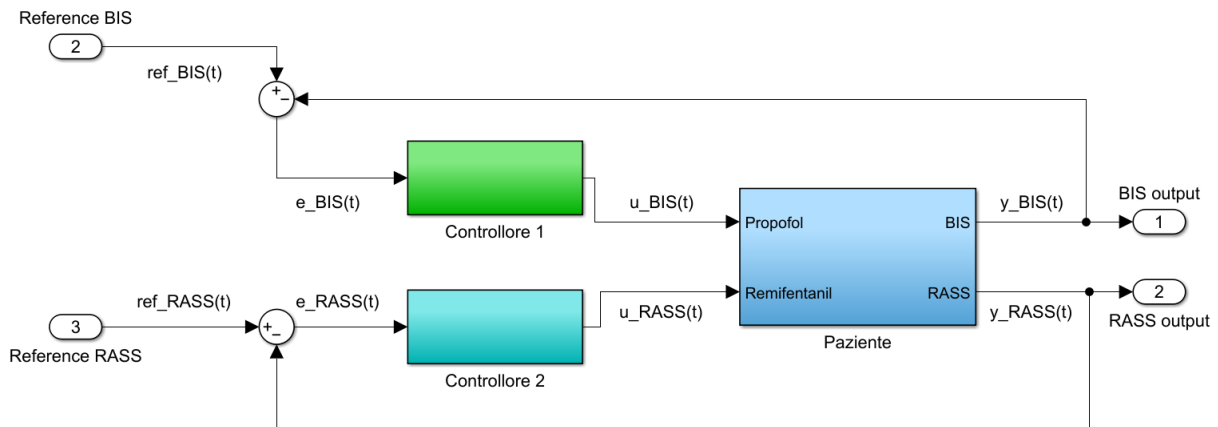 Reference BIS
2
ref_BIS(t)
+
−
e_BIS(t)
Controllore 1
u_BIS(t)
Propofol
BIS
y_BIS(t)
BIS output
1
Reference RASS
3
ref_RASS(t)
+
−
e_RASS(t)
Controllore 2
u_RASS(t)
Remifentanil
RASS
Paziente
y_RASS(t)
2
RASS output